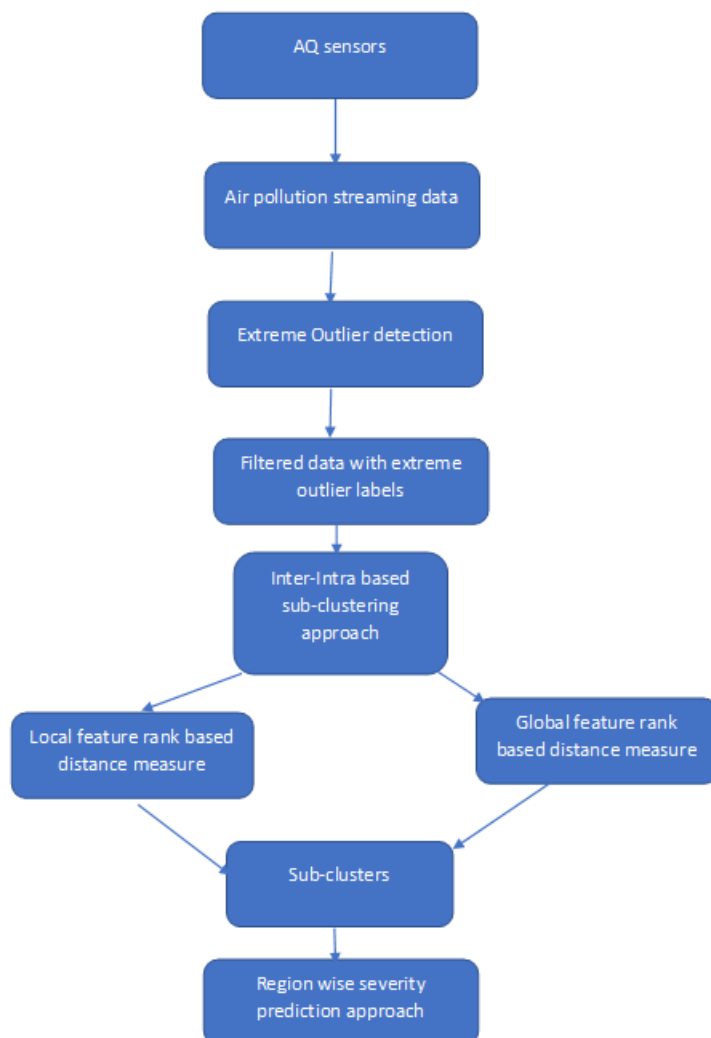 AQ sensors
Air pollution streaming data
Extreme Outlier detection
Filtered data with extreme
outlier labels
Inter-Intra based
sub-clustering
approach
Local feature rank based
distance measure
Global feature rank
based distance measure
Sub-clusters
Region wise severity
prediction approach